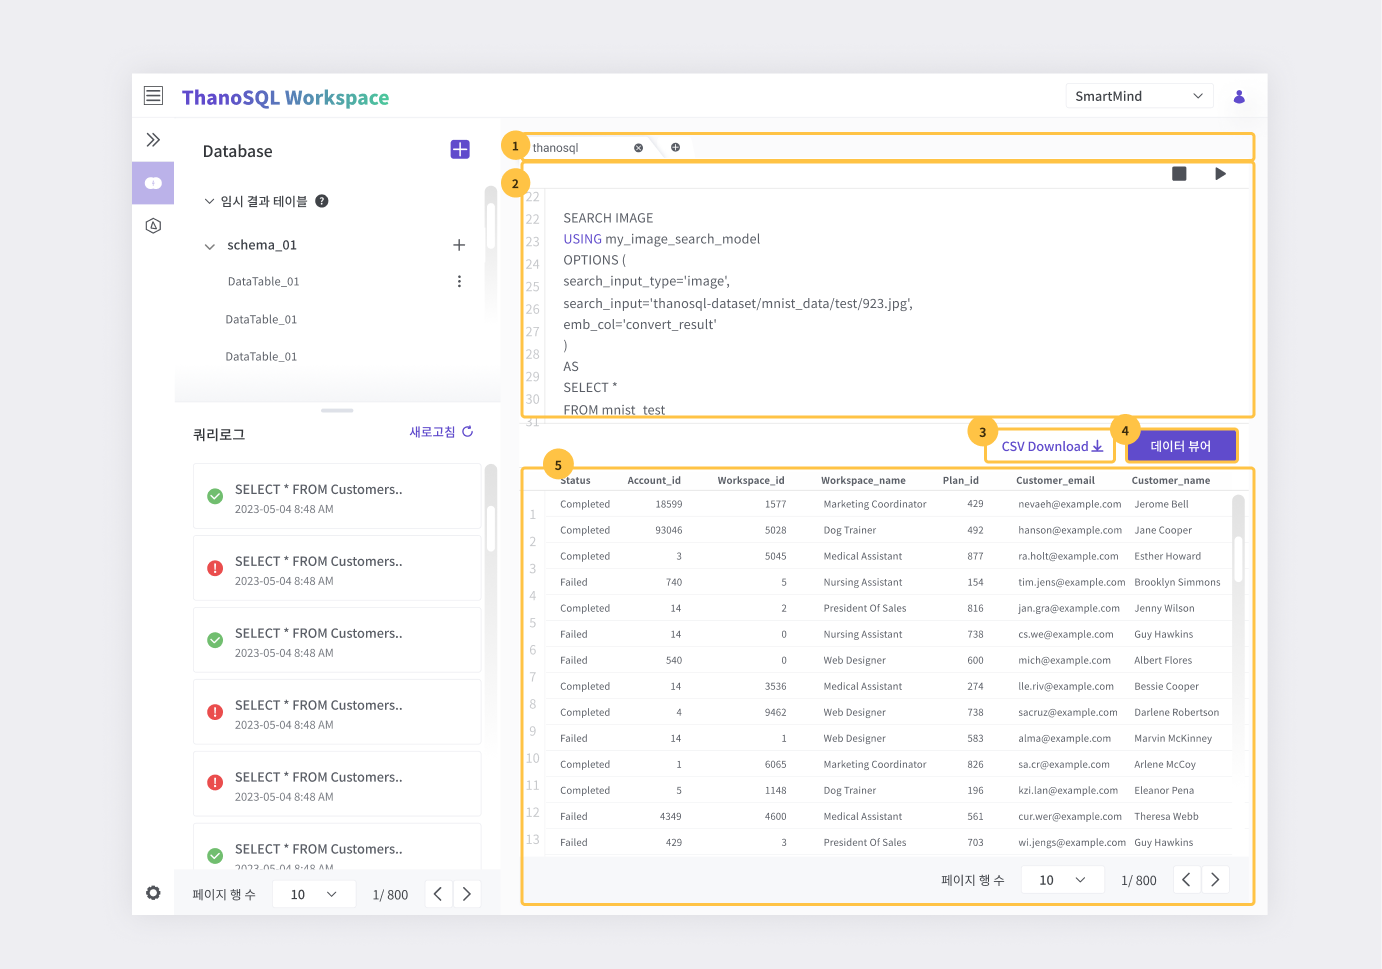 ThanoSQL Workspace
SmartMind
Database
임시 결과 테이블 ?
schema_01
DataTable_01
DataTable_01
DataTable_01
쿼리로그
새로고침
SELECT * FROM Customers..
2023-05-04 8:48 AM
SELECT * FROM Customers..
2023-05-04 8:48 AM
SELECT * FROM Customers..
2023-05-04 8:48 AM
SELECT * FROM Customers..
2023-05-04 8:48 AM
SELECT * FROM Customers..
2023-05-04 8:48 AM
SELECT * FROM Customers..
2023-05-04 8:48 AM
페이지 행 수 10 1/ 800
1 thanosql
2
22
22 SEARCH IMAGE
23 USING my_image_search_model
24 OPTIONS (
25 search_input_type='image',
26 search_input='thanosql-dataset/mnist_data/test/923.jpg',
27 emb_col='convert_result'
28 )
29 AS
30 SELECT *
31 FROM mnist_test
3 CSV Download
4 데이터 뷰어
5
Status Account_id Workspace_id Workspace_name Plan_id Customer_email Customer_name
1 Completed 18599 1577 Marketing Coordinator 429 nevaeh@example.com Jerome Bell
2 Completed 93046 5028 Dog Trainer 492 hanson@example.com Jane Cooper
3 Completed 3 5045 Medical Assistant 877 ra.holt@example.com Esther Howard
4 Failed 740 5 Nursing Assistant 154 tim.jens@example.com Brooklyn Simmons
5 Completed 14 2 President Of Sales 816 jan.gra@example.com Jenny Wilson
6 Failed 14 0 Nursing Assistant 738 cs.we@example.com Guy Hawkins
7 Failed 540 0 Web Designer 600 mich@example.com Albert Flores
8 Completed 14 3536 Medical Assistant 274 lle.riv@example.com Bessie Cooper
9 Completed 4 9462 Web Designer 738 sacruz@example.com Darlene Robertson
10 Failed 14 1 Web Designer 583 alma@example.com Marvin McKinney
11 Completed 1 6065 Marketing Coordinator 826 sa.cr@example.com Arlene McCoy
12 Completed 5 1148 Dog Trainer 196 kzi.lan@example.com Eleanor Pena
13 Failed 4349 4600 Medical Assistant 561 cur.wer@example.com Theresa Webb
Failed 429 3 President Of Sales 703 wi.jengs@example.com Guy Hawkins
페이지 행 수 10 1/ 800